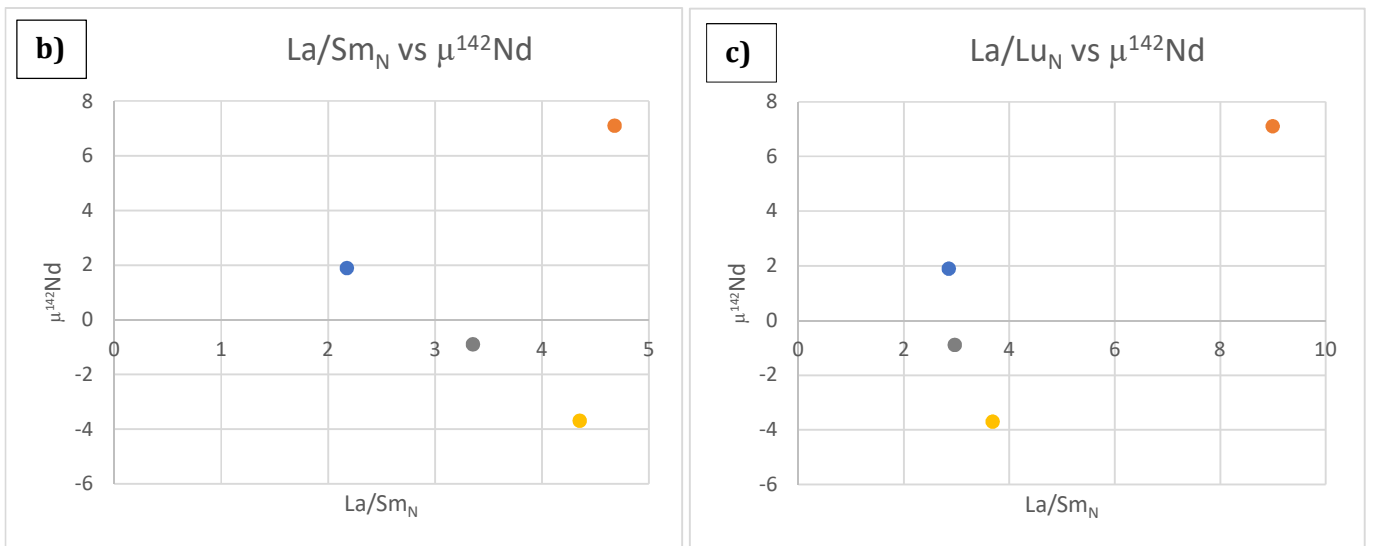 b)
La/SmN vs μ¹⁴²Nd
8
6
4
2
0
-2
-4
-6
0 1 2 3 4 5
μ¹⁴²Nd
La/SmN
c)
La/LuN vs μ¹⁴²Nd
8
6
4
2
0
-2
-4
-6
0 2 4 6 8 10
μ¹⁴²Nd
La/SmN